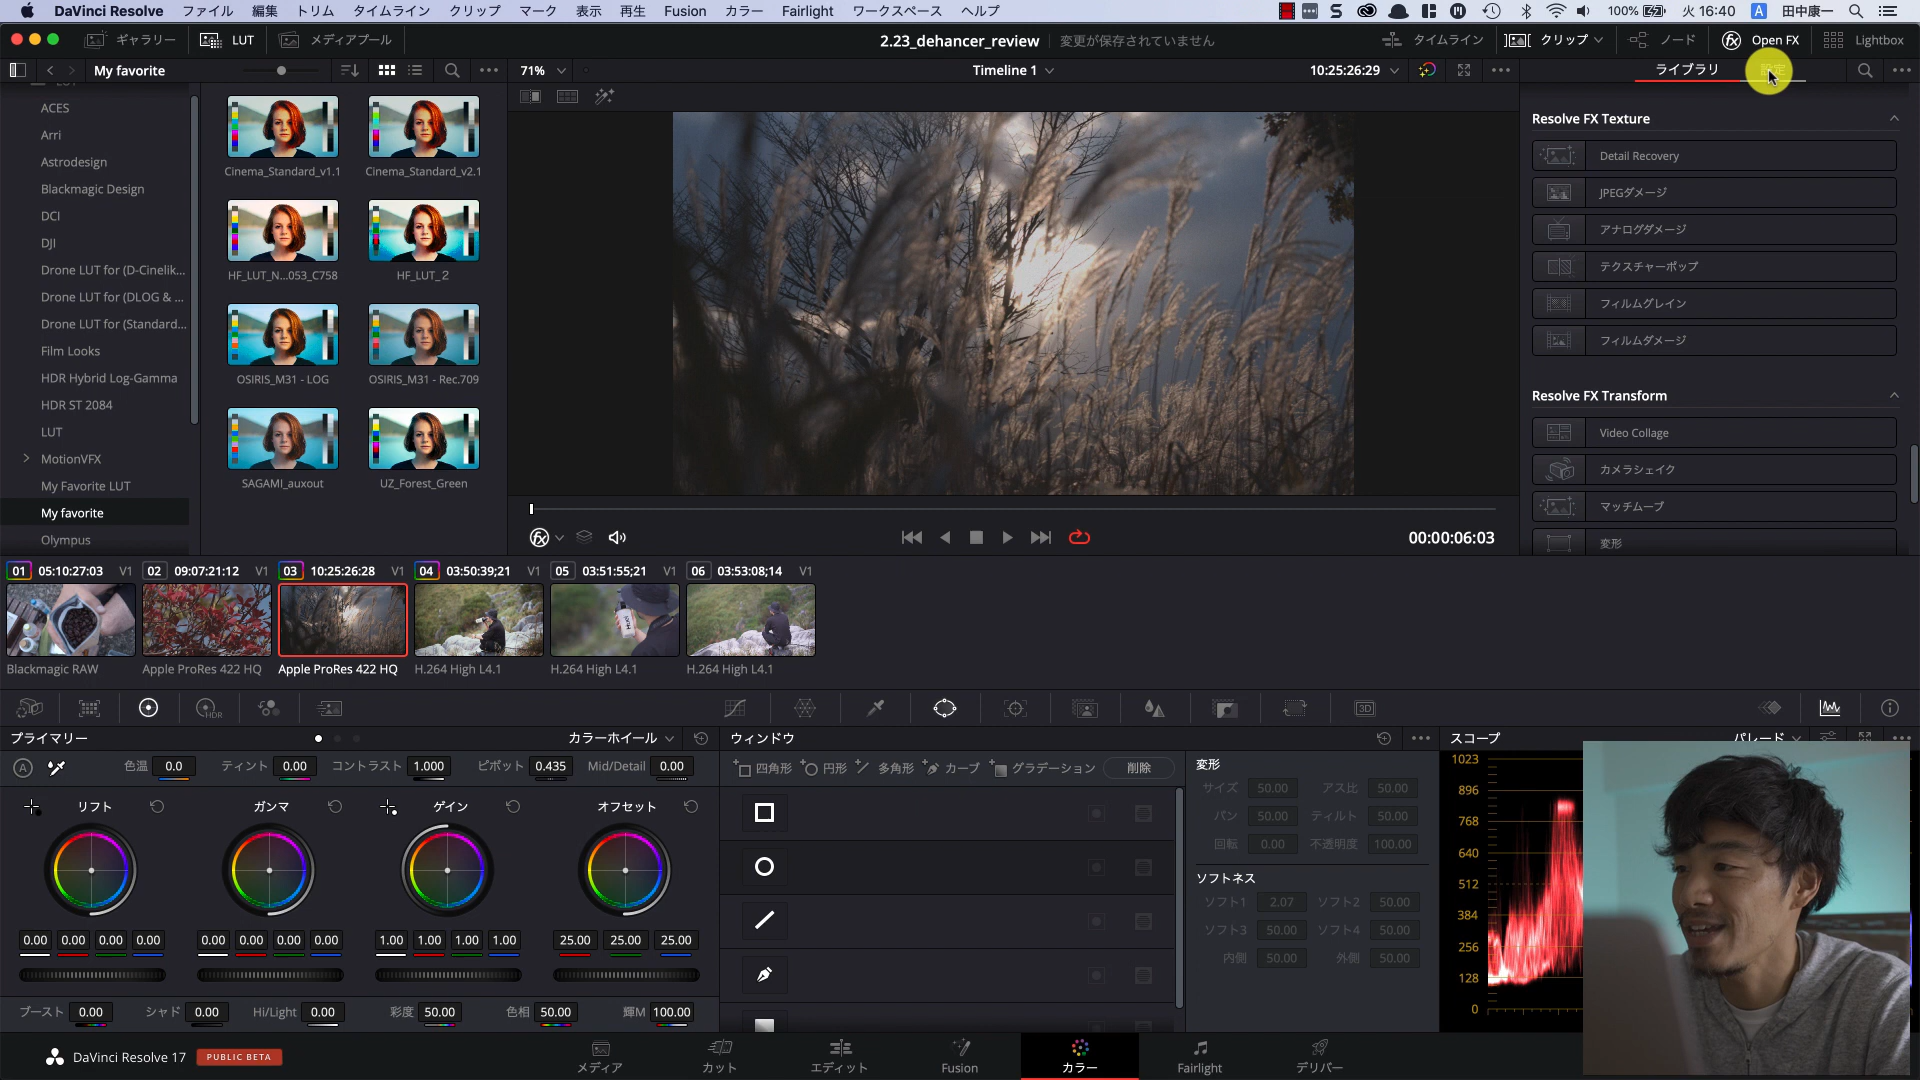 DaVinci Resolve ファイル 編集 トリム タイムライン クリップ マーク 表示 再生 Fusion カラー Fairlight ワークスペース ヘルプ 100% 火 16:40 A 田中康一
ギャラリー LUT メディアプール 2.23_dehancer_review 変更が保存されていません タイムライン クリップ ノード Open FX Lightbox
My favorite 71% Timeline 1 10:25:26:29 ライブラリ 設定
ACES
Arri
Astrodesign
Blackmagic Design
DCI
DJI
Drone LUT for (D-Cinelik...
Drone LUT for (DLOG & ...
Drone LUT for (Standard...
Film Looks
HDR Hybrid Log-Gamma
HDR ST 2084
LUT
MotionVFX
My Favorite LUT
My favorite
Olympus
Cinema_Standard_v1.1 Cinema_Standard_v2.1
HF_LUT_N...053_C758 HF_LUT_2
OSIRIS_M31 - LOG OSIRIS_M31 - Rec.709
SAGAMI_auxout UZ_Forest_Green
00:00:06:03
Resolve FX Texture
Detail Recovery
JPEGダメージ
アナログダメージ
テクスチャーポップ
フィルムグレイン
フィルムダメージ
Resolve FX Transform
Video Collage
カメラシェイク
マッチムーブ
変形
01 05:10:27:03 V1 02 09:07:21:12 V1 03 10:25:26:28 V1 04 03:50:39;21 V1 05 03:51:55;21 V1 06 03:53:08;14 V1
Blackmagic RAW Apple ProRes 422 HQ Apple ProRes 422 HQ H.264 High L4.1 H.264 High L4.1 H.264 High L4.1
HDR 3D
プライマリー カラーホイール ウィンドウ スコープ パレード
色温 0.0 ティント 0.00 コントラスト 1.000 ピボット 0.435 Mid/Detail 0.00
リフト ガンマ ゲイン オフセット
0.00 0.00 0.00 0.00 0.00 0.00 0.00 0.00 1.00 1.00 1.00 1.00 25.00 25.00 25.00
ブースト 0.00 シャド 0.00 Hi/Light 0.00 彩度 50.00 色相 50.00 輝M 100.00
四角形 円形 多角形 カーブ グラデーション 削除
変形
サイズ 50.00 アス比 50.00
パン 50.00 ティルト 50.00
回転 0.00 不透明度 100.00
ソフトネス
ソフト1 2.07 ソフト2 50.00
ソフト3 50.00 ソフト4 50.00
内側 50.00 外側 50.00
1023
896
768
640
512
384
256
128
0
DaVinci Resolve 17 PUBLIC BETA メディア カット エディット Fusion カラー Fairlight デリバー